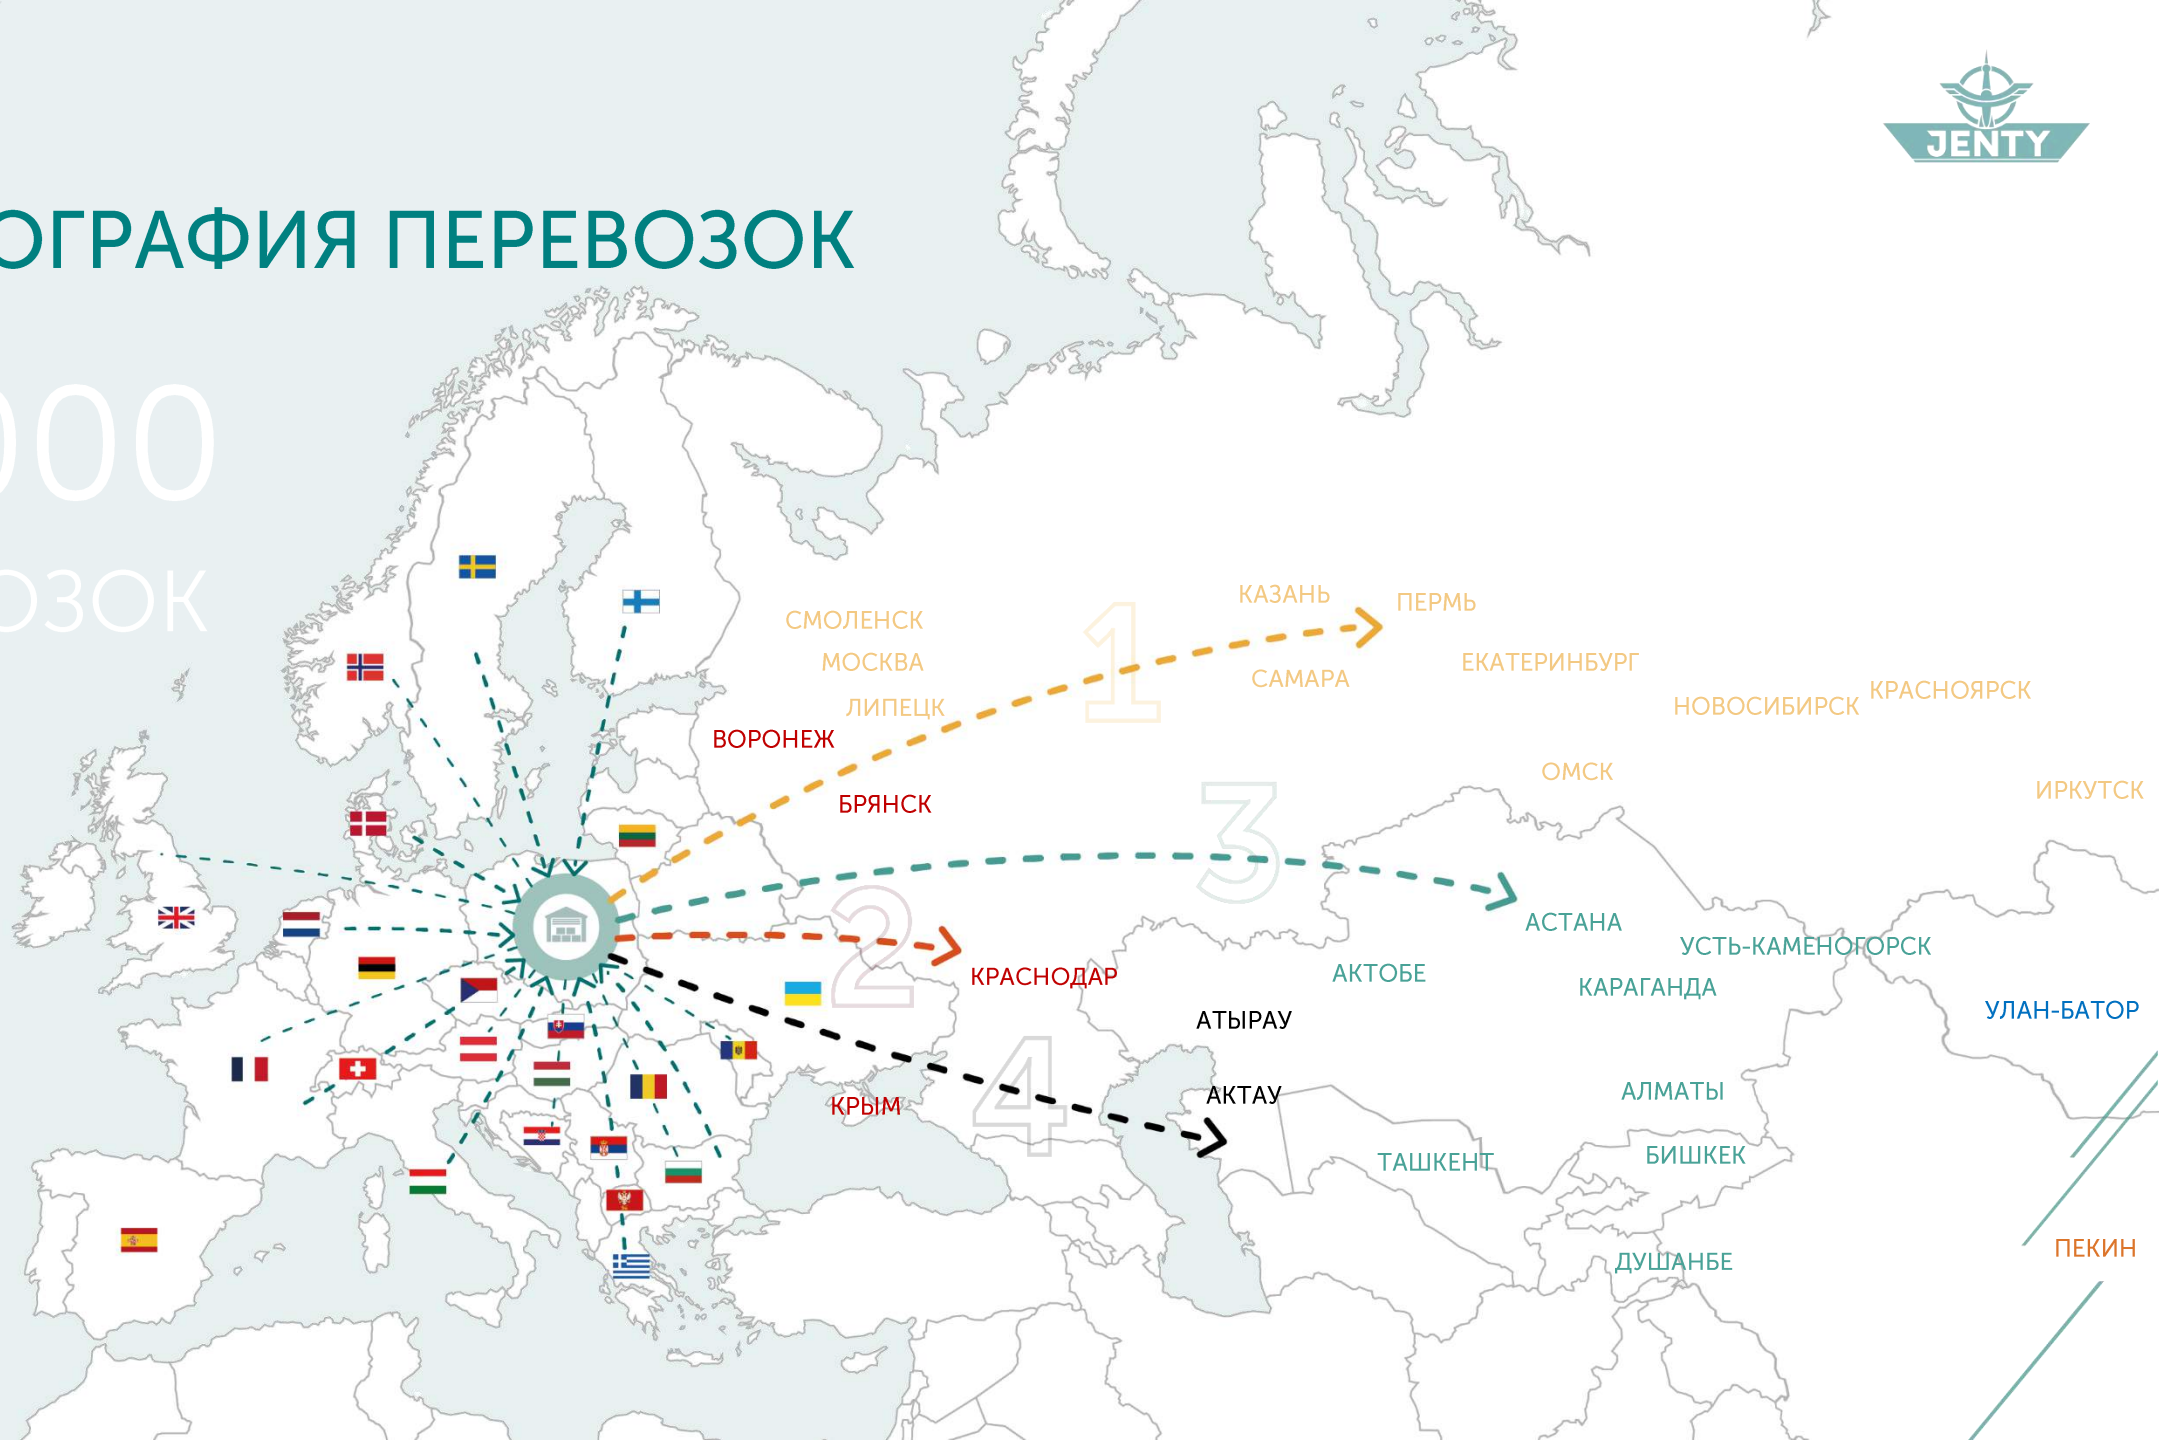 JENTY
ОГРАФИЯ ПЕРЕВОЗОК
000
ОЗОК
1
КАЗАНЬ
ПЕРМЬ
СМОЛЕНСК
МОСКВА
ЕКАТЕРИНБУРГ
САМАРА
КРАСНОЯРСК
ЛИПЕЦК
НОВОСИБИРСК
ВОРОНЕЖ
ОМСК
ИРКУТСК
БРЯНСК
3
2
АСТАНА
УСТЬ-КАМЕНОГОРСК
КРАСНОДАР
АКТОБЕ
КАРАГАНДА
УЛАН-БАТОР
АТЫРАУ
4
АКТАУ
АЛМАТЫ
КРЫМ
ТАШКЕНТ
БИШКЕК
ПЕКИН
ДУШАНБЕ